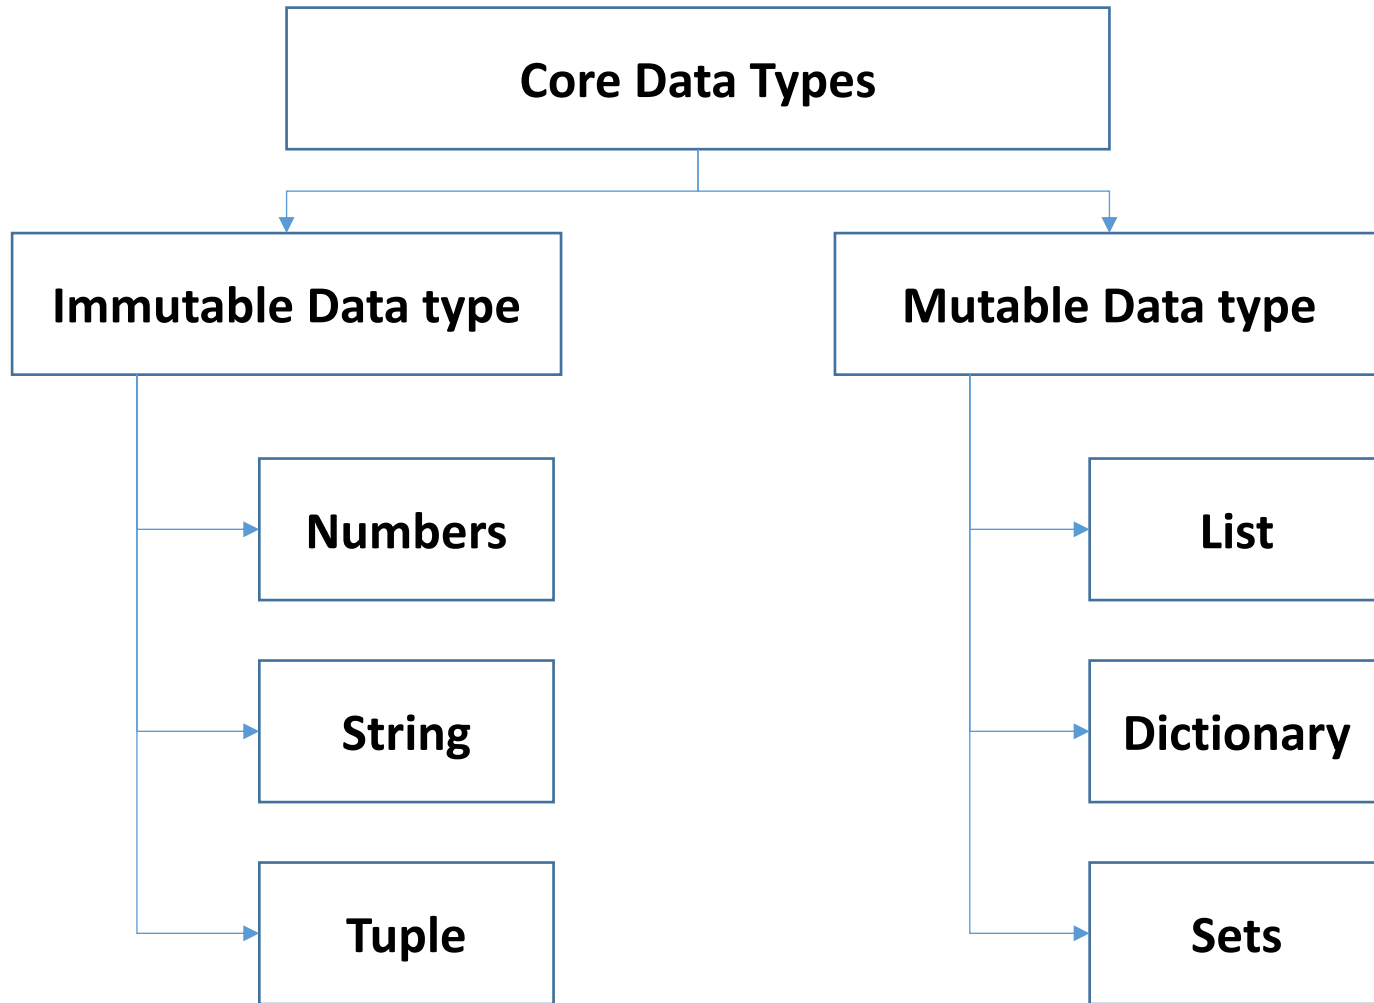 Core Data Types
Immutable Data type
Mutable Data type
Numbers
List
String
Dictionary
Tuple
Sets